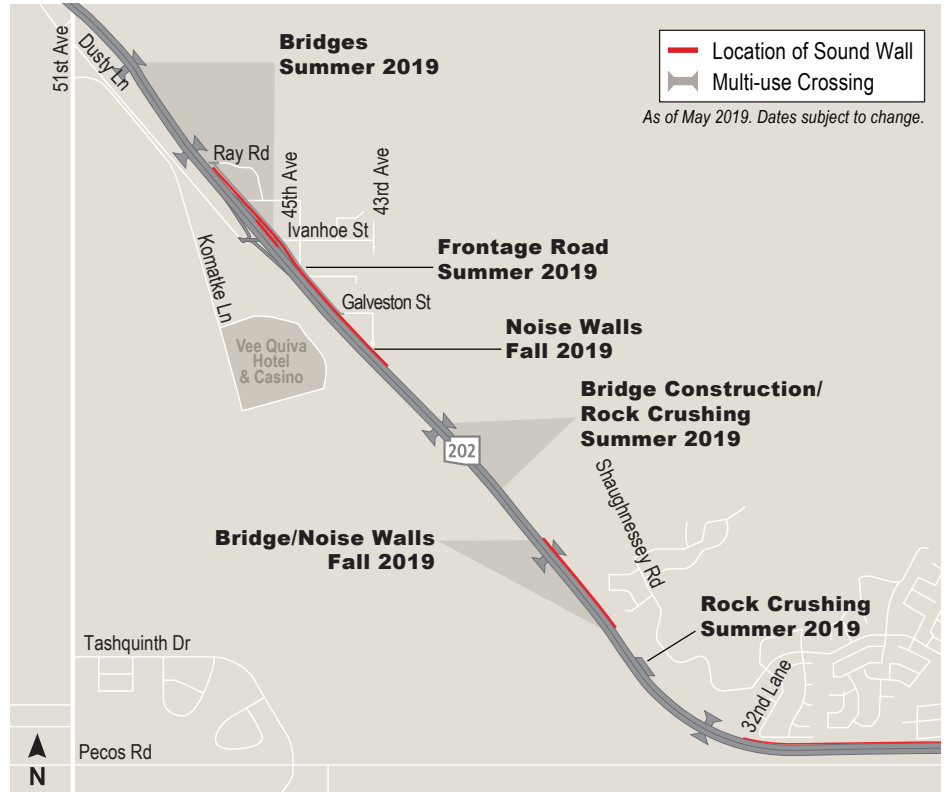 51st Ave
Dusty Ln
Bridges
Summer 2019
Location of Sound Wall
Multi-use Crossing
As of May 2019. Dates subject to change.
Ray Rd
45th Ave
43rd Ave
Ivanhoe St
Komatke Ln
Frontage Road
Summer 2019
Galveston St
Vee Quiva
Hotel
& Casino
Noise Walls
Fall 2019
Bridge Construction/
Rock Crushing
Summer 2019
202
Shaughnessey Rd
Bridge/Noise Walls
Fall 2019
Rock Crushing
Summer 2019
Tashquinth Dr
32nd Lane
Pecos Rd
N